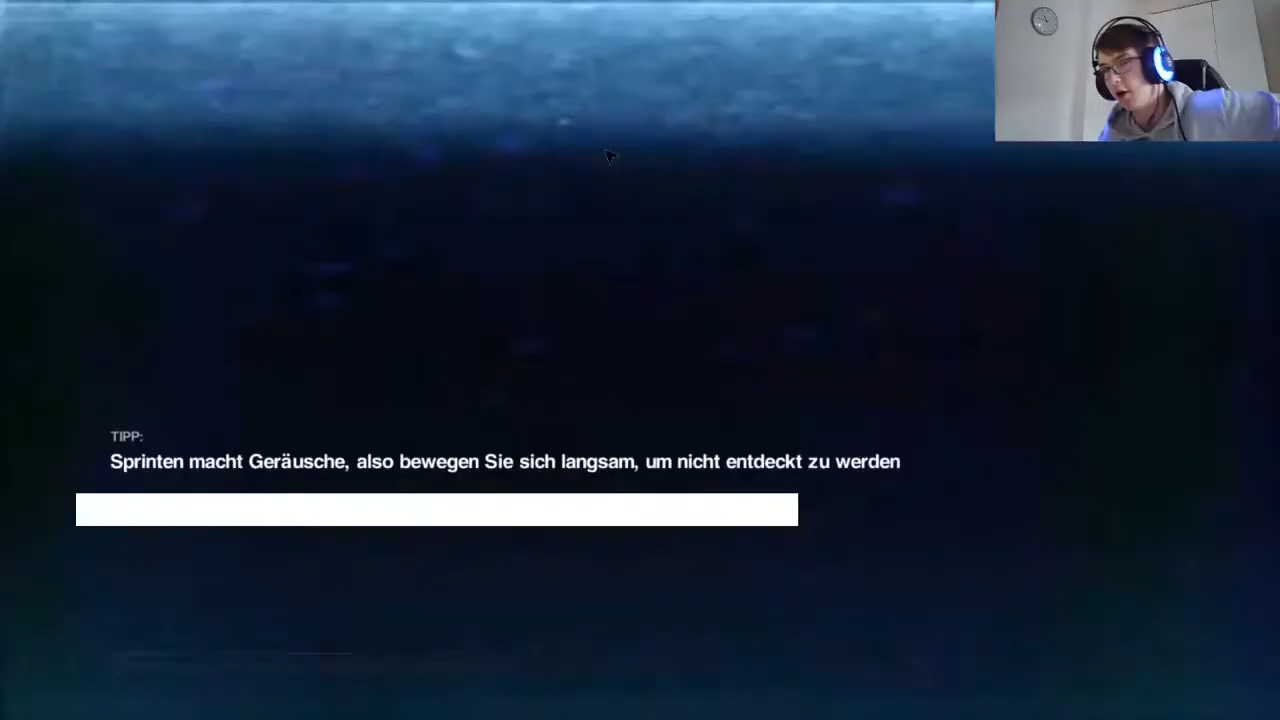 TIPP:
Sprinten macht Geräusche, also bewegen Sie sich langsam, um nicht entdeckt zu werden